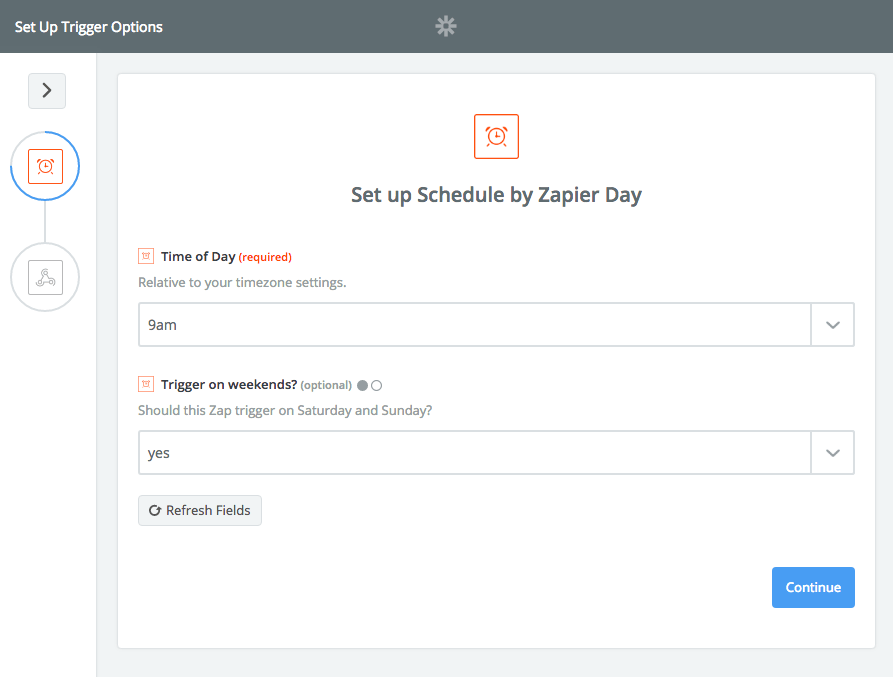 Set Up Trigger Options
Set up Schedule by Zapier Day
Time of Day (required)
Relative to your timezone settings.
9am
Trigger on weekends? (optional)
Should this Zap trigger on Saturday and Sunday?
yes
Refresh Fields
Continue